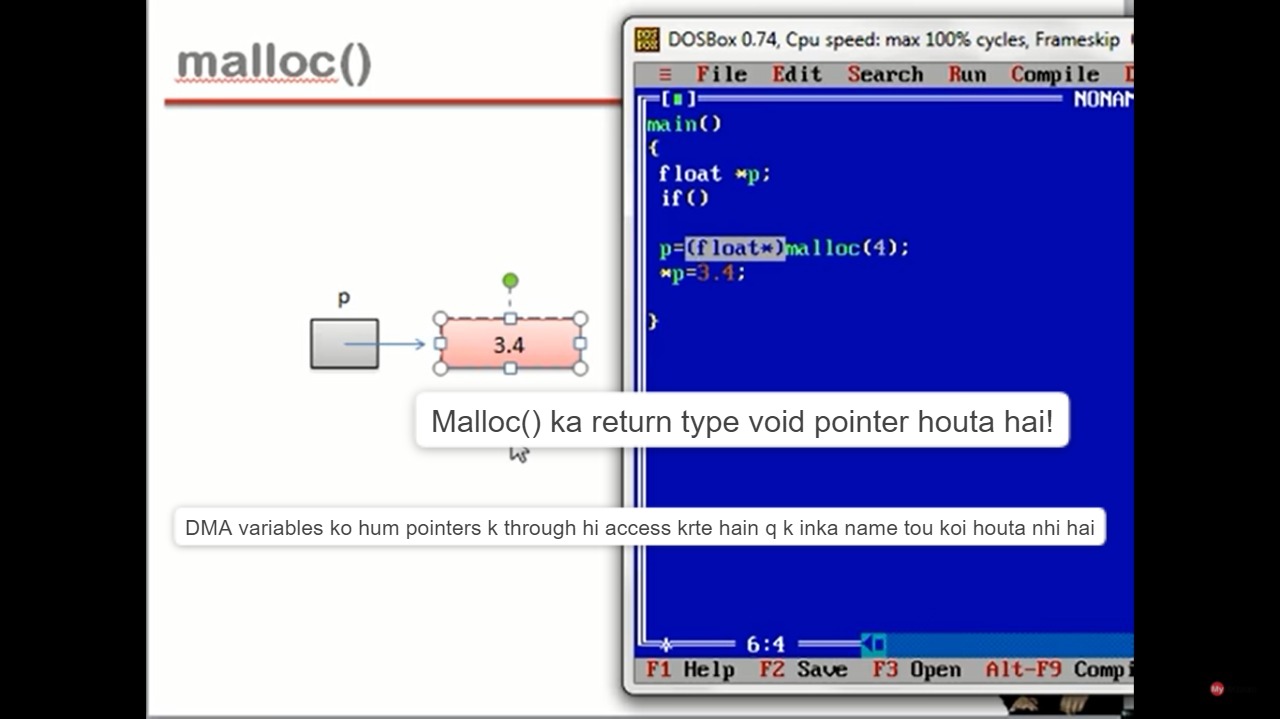 malloc()
DOSBox 0.74, Cpu speed: max 100% cycles, Frameskip
≡ File Edit Search Run Compile
[■] NONAM
main()
{
float *p;
if()
p=(float*)malloc(4);
*p=3.4;
}
p
3.4
Malloc() ka return type void pointer houta hai!
DMA variables ko hum pointers k through hi access krte hain q k inka name tou koi houta nhi hai
6:4
F1 Help F2 Save F3 Open Alt-F9 Compi
My